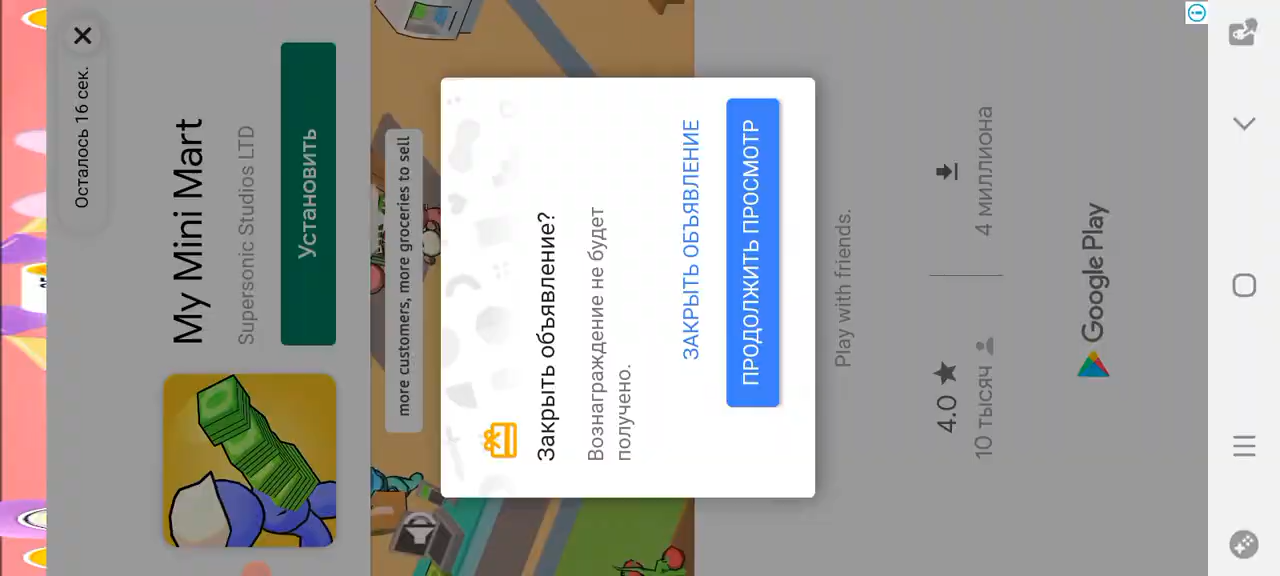 Осталось 16 сек.
My Mini Mart
Supersonic Studios LTD
Установить
more customers, more groceries to sell
Закрыть объявление?
Вознаграждение не будет
получено.
ЗАКРЫТЬ ОБЪЯВЛЕНИЕ
ПРОДОЛЖИТЬ ПРОСМОТР
Play with friends.
4.0
10 тысяч
4 миллиона
Google Play